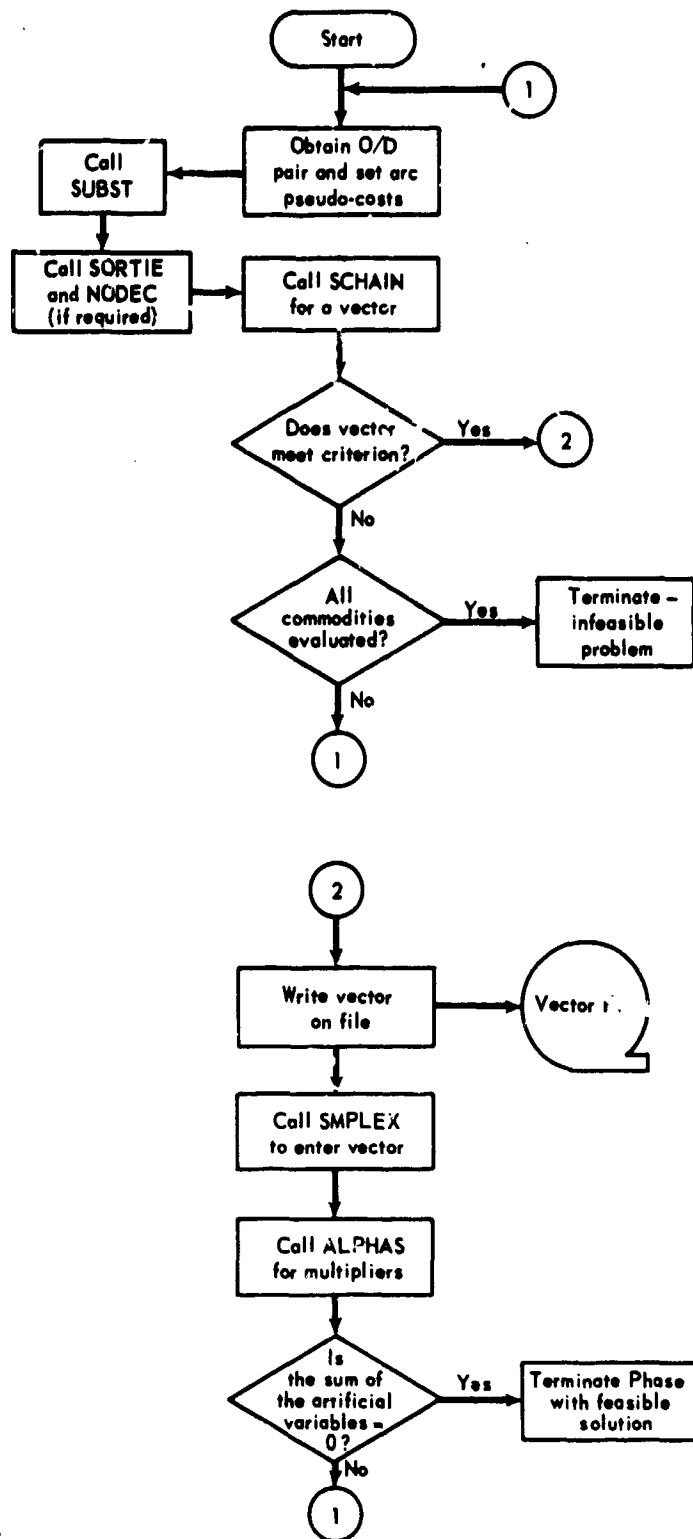 Start
1
Obtain O/D
pair and set arc
pseudo-costs
Call
SUBST
Call SORTIE
and NODEC
(if required)
Call SCHAIN
for a vector
Does vector
meet criterion?
Yes
2
No
All
commodities
evaluated?
Yes
Terminate –
infeasible
problem
No
1
2
Write vector
on file
Vector
Call SMPLEX
to enter vector
Call ALPHAS
for multipliers
Is
the sum of
the artificial
variables =
0?
Yes
Terminate Phase
with feasible
solution
No
1